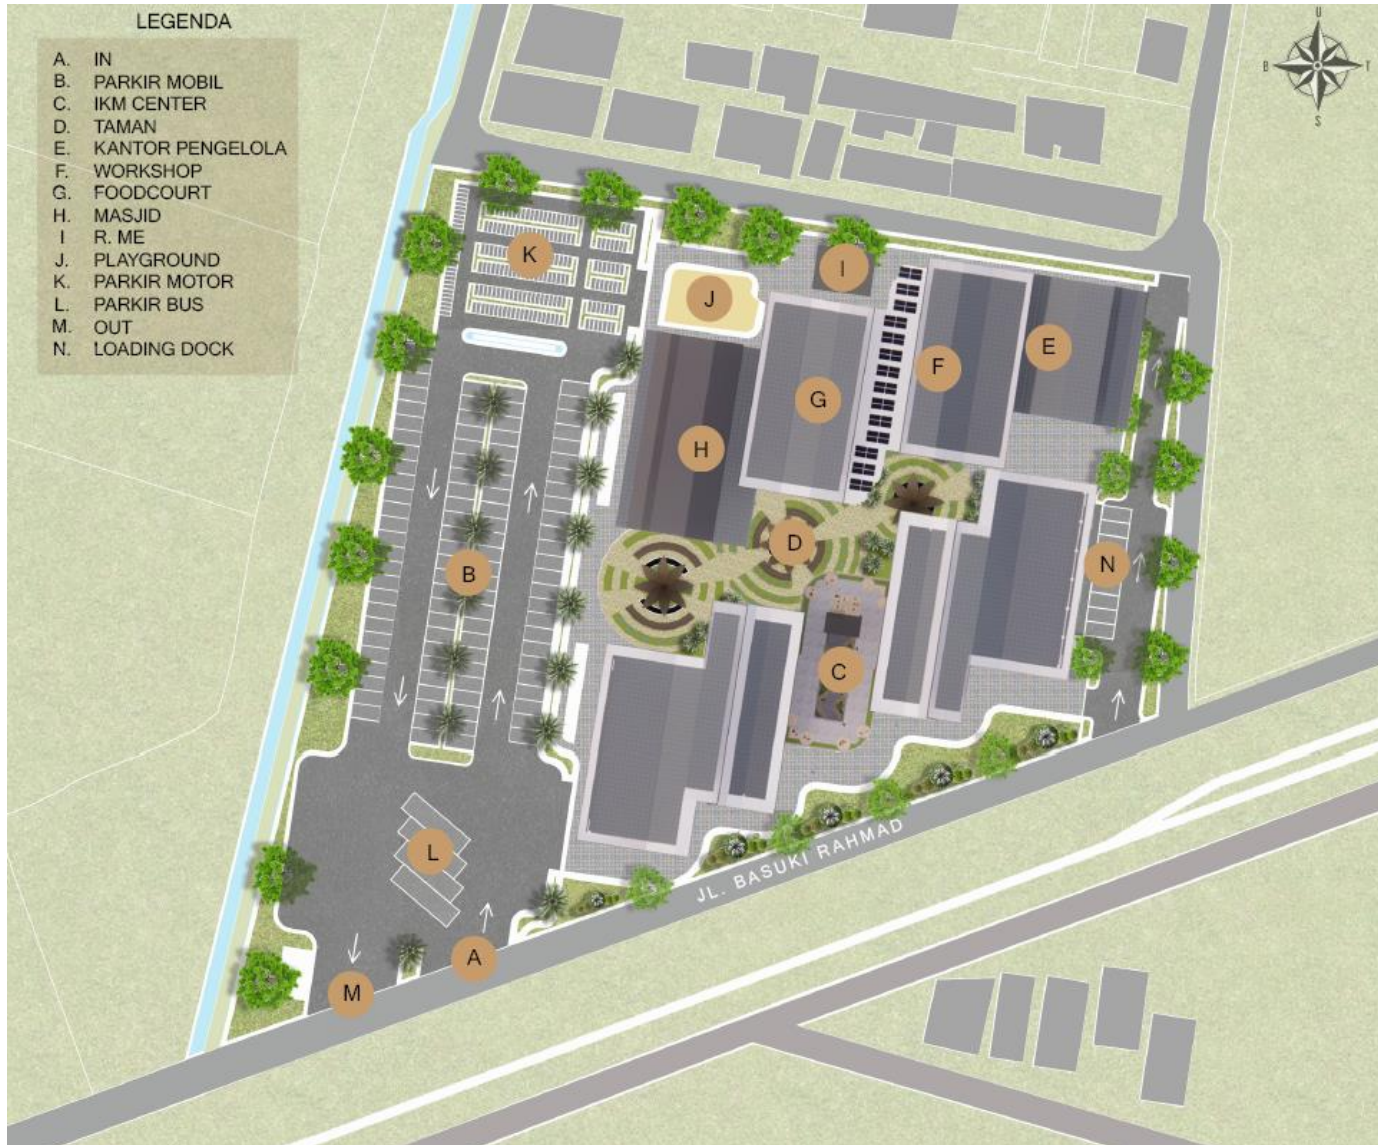 LEGENDA
A. IN
B. PARKIR MOBIL
C. IKM CENTER
D. TAMAN
E. KANTOR PENGELOLA
F. WORKSHOP
G. FOODCOURT
H. MASJID
I R. ME
J. PLAYGROUND
K. PARKIR MOTOR
L. PARKIR BUS
M. OUT
N. LOADING DOCK
U
B T
S
K
I
J
E
F
G
H
D
N
B
C
L
JL. BASUKI RAHMAD
A
M